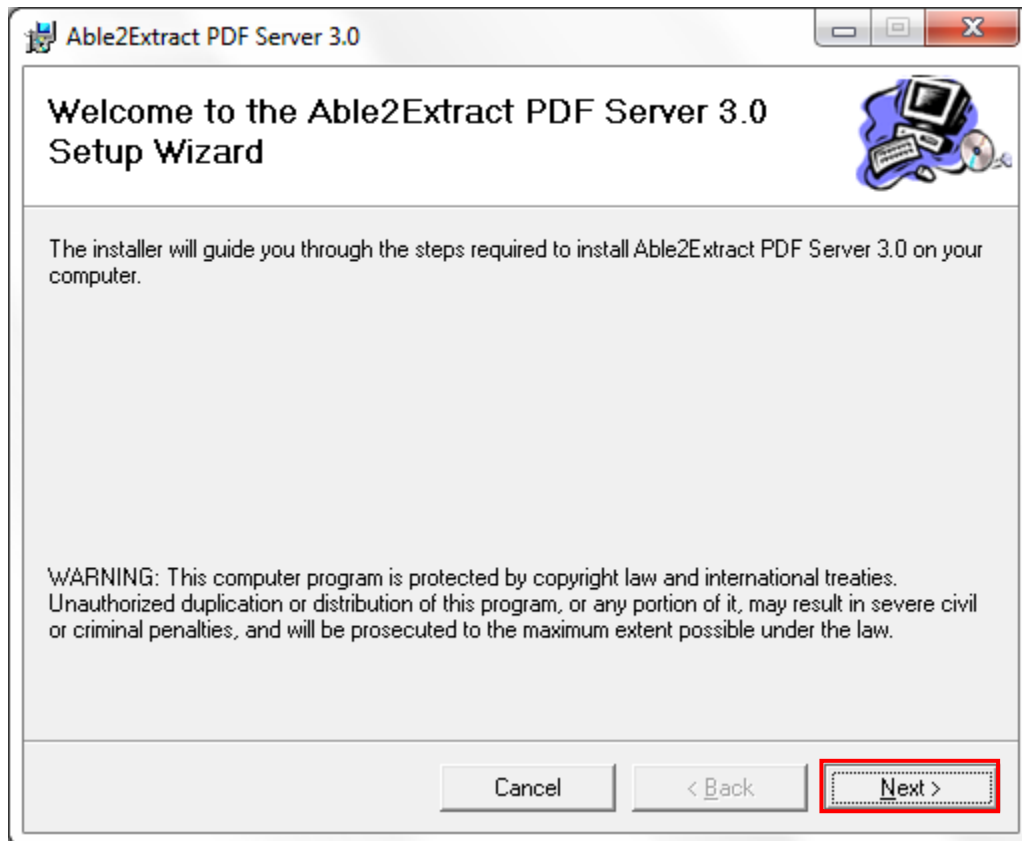 Able2Extract PDF Server 3.0
Welcome to the Able2Extract PDF Server 3.0
Setup Wizard
The installer will guide you through the steps required to install Able2Extract PDF Server 3.0 on your
computer.
WARNING: This computer program is protected by copyright law and international treaties.
Unauthorized duplication or distribution of this program, or any portion of it, may result in severe civil
or criminal penalties, and will be prosecuted to the maximum extent possible under the law.
Cancel < Back Next >